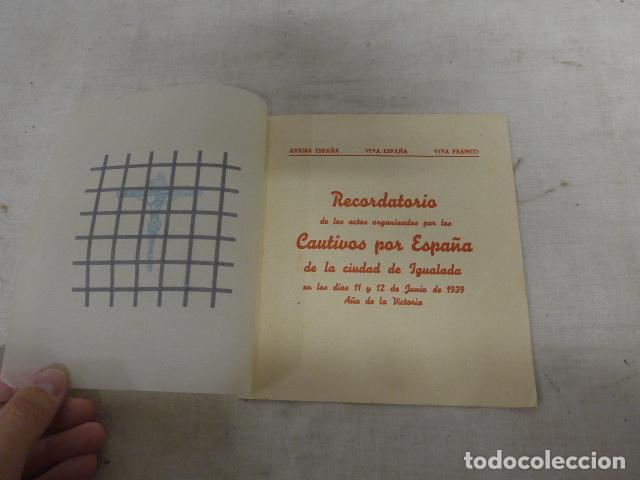 ARRIBA ESPAÑA VIVA ESPAÑA VIVA FRANCO
Recordatorio
de los actos organizados por los
Cautivos por España
de la ciudad de Igualada
en los días 11 y 12 de Junio de 1939
Año de la Victoria
todocoleccion.net